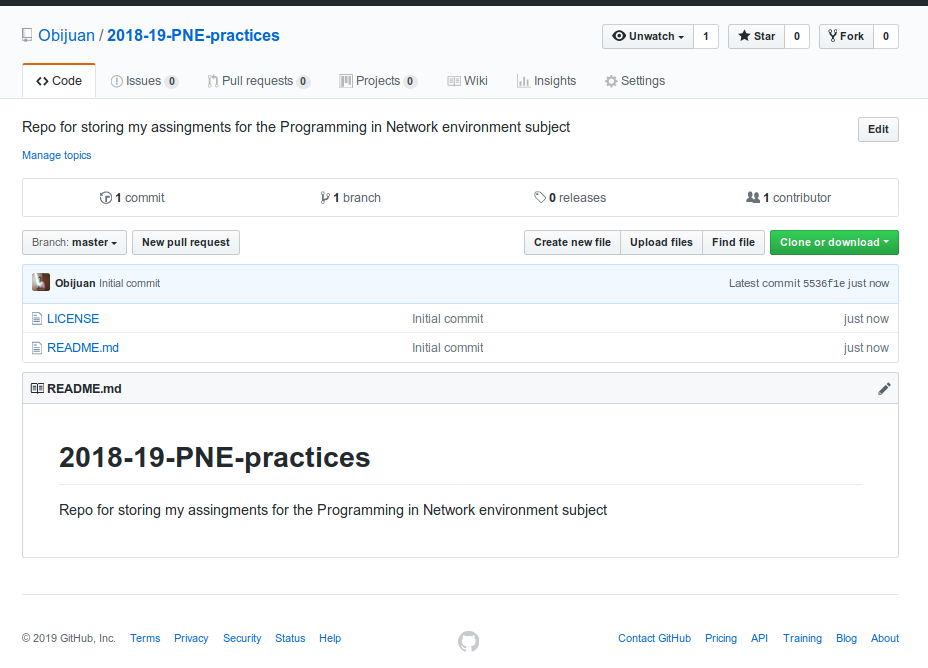 Obijuan / 2018-19-PNE-practices Unwatch 1 Star 0 Fork 0
Code Issues 0 Pull requests 0 Projects 0 Wiki Insights Settings
Repo for storing my assingments for the Programming in Network environment subject Edit
Manage topics
1 commit 1 branch 0 releases 1 contributor
Branch: master New pull request Create new file Upload files Find file Clone or download
Obijuan Initial commit Latest commit 5536f1e just now
LICENSE Initial commit just now
README.md Initial commit just now
README.md
2018-19-PNE-practices
Repo for storing my assingments for the Programming in Network environment subject
© 2019 GitHub, Inc. Terms Privacy Security Status Help Contact GitHub Pricing API Training Blog About